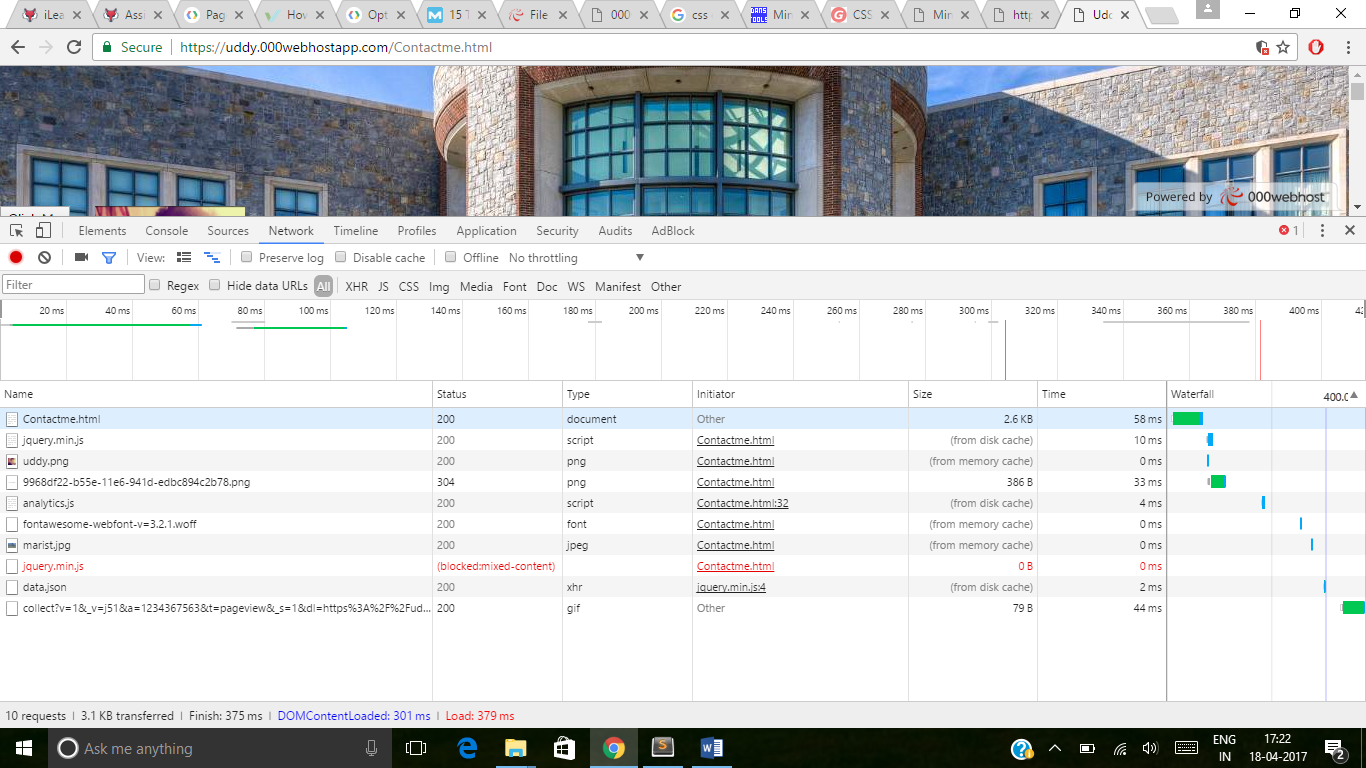 iLea
Assi
Pag
How
Opt
15 T
File
000
css
Min
CSS
Min
http
Udd
Secure
https://uddy.000webhostapp.com/Contactme.html
Powered by 000webhost
Elements Console Sources Network Timeline Profiles Application Security Audits AdBlock 1
View: Preserve log Disable cache Offline No throttling
Filter Regex Hide data URLs All XHR JS CSS Img Media Font Doc WS Manifest Other
20 ms 40 ms 60 ms 80 ms 100 ms 120 ms 140 ms 160 ms 180 ms 200 ms 220 ms 240 ms 260 ms 280 ms 300 ms 320 ms 340 ms 360 ms 380 ms 400 ms
Name Status Type Initiator Size Time Waterfall 400.0
Contactme.html 200 document Other 2.6 KB 58 ms
jquery.min.js 200 script Contactme.html (from disk cache) 10 ms
uddy.png 200 png Contactme.html (from memory cache) 0 ms
9968df22-b55e-11e6-941d-edbc894c2b78.png 304 png Contactme.html 386 B 33 ms
analytics.js 200 script Contactme.html:32 (from disk cache) 4 ms
fontawesome-webfont-v=3.2.1.woff 200 font Contactme.html (from memory cache) 0 ms
marist.jpg 200 jpeg Contactme.html (from memory cache) 0 ms
jquery.min.js (blocked:mixed-content) Contactme.html 0 B 0 ms
data.json 200 xhr jquery.min.js:4 (from disk cache) 2 ms
collect?v=1&_v=j51&a=1234367563&t=pageview&_s=1&dl=https%3A%2F%2Fud... 200 gif Other 79 B 44 ms
10 requests | 3.1 KB transferred | Finish: 375 ms | DOMContentLoaded: 301 ms | Load: 379 ms
Ask me anything
ENG
IN
17:22
18-04-2017
2